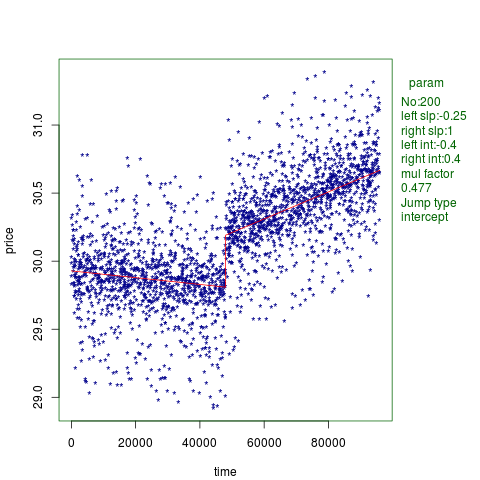 param
No:200
left slp:-0.25
right slp:1
left int:-0.4
right int:0.4
mul factor
0.477
Jump type
intercept
price
31.0
30.5
30.0
29.5
29.0
0 20000 40000 60000 80000
time